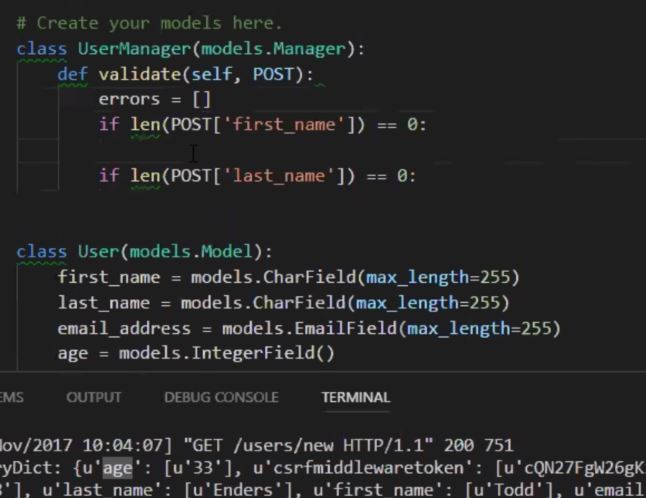 # Create your models here.
class UserManager(models.Manager):
    def validate(self, POST):
        errors = []
        if len(POST['first_name']) == 0:
        if len(POST['last_name']) == 0:
class User(models.Model):
    first_name = models.CharField(max_length=255)
    last_name = models.CharField(max_length=255)
    email_address = models.EmailField(max_length=255)
    age = models.IntegerField()
EMS OUTPUT DEBUG CONSOLE TERMINAL
Nov/2017 10:04:07] "GET /users/new HTTP/1.1" 200 751
ryDict: {u'age': [u'33'], u'csrfmiddlewaretoken': [u'cQN27FgW26gK
'], u'last_name': [u'Enders'], u'first_name': [u'Todd'], u'email